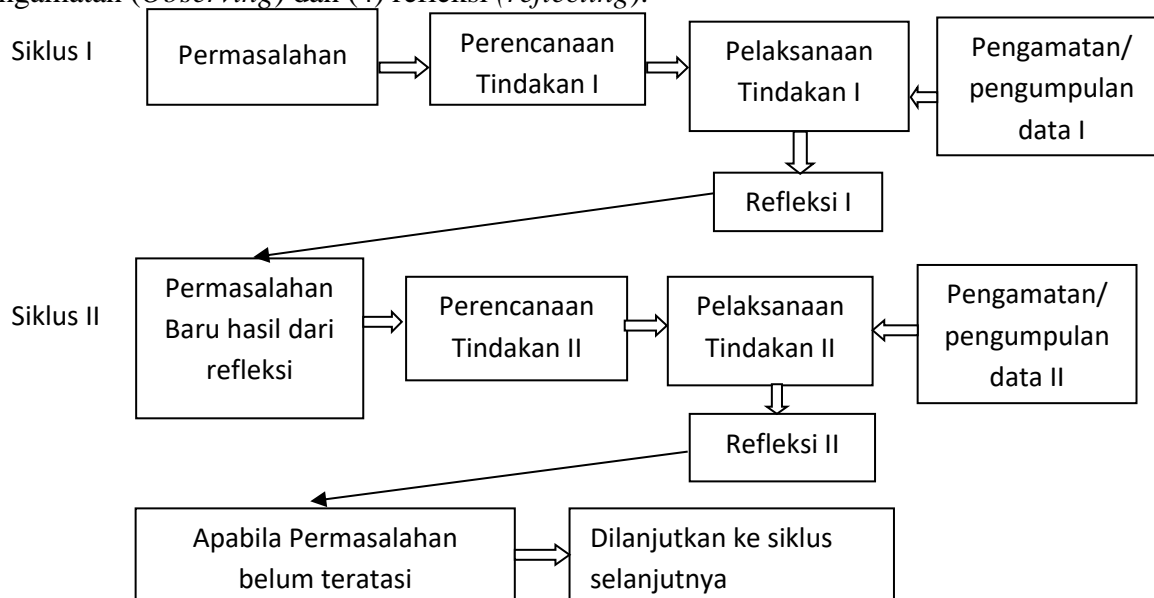 ngamatan (Observing) dan (4) refleksi (reflecting).
Siklus I
Permasalahan
Perencanaan
Tindakan I
Pelaksanaan
Tindakan I
Pengamatan/
pengumpulan
data I
Refleksi I
Siklus II
Permasalahan
Baru hasil dari
refleksi
Perencanaan
Tindakan II
Pelaksanaan
Tindakan II
Pengamatan/
pengumpulan
data II
Refleksi II
Apabila Permasalahan
belum teratasi
Dilanjutkan ke siklus
selanjutnya